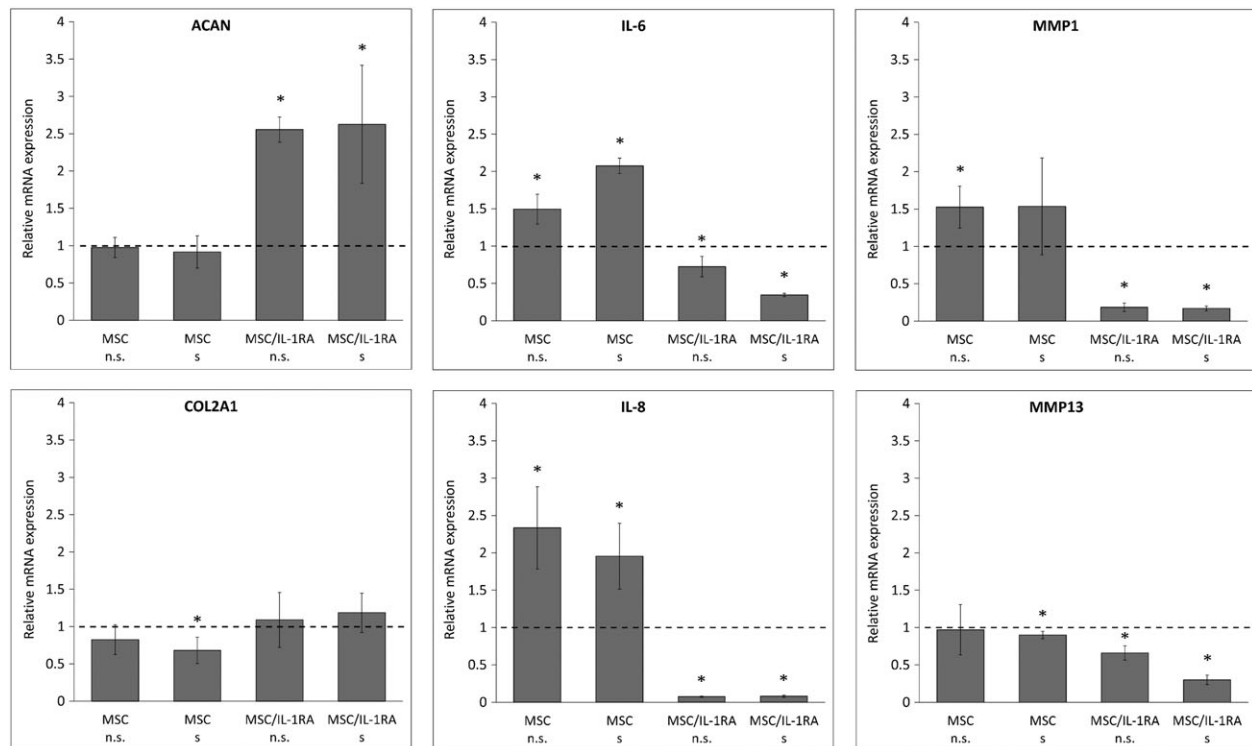 ACAN
Relative mRNA expression
4
3.5
3
2.5
2
1.5
1
0.5
0
* *
MSC MSC MSC/IL-1RA MSC/IL-1RA
n.s. s n.s. s
IL-6
Relative mRNA expression
4
3.5
3
2.5
2
1.5
1
0.5
0
* * * *
MSC MSC MSC/IL-1RA MSC/IL-1RA
n.s. s n.s. s
MMP1
Relative mRNA expression
4
3.5
3
2.5
2
1.5
1
0.5
0
* * *
MSC MSC MSC/IL-1RA MSC/IL-1RA
n.s. s n.s. s
COL2A1
Relative mRNA expression
4
3.5
3
2.5
2
1.5
1
0.5
0
*
MSC MSC MSC/IL-1RA MSC/IL-1RA
n.s. s n.s. s
IL-8
Relative mRNA expression
4
3.5
3
2.5
2
1.5
1
0.5
0
* * * *
MSC MSC MSC/IL-1RA MSC/IL-1RA
n.s. s n.s. s
MMP13
Relative mRNA expression
4
3.5
3
2.5
2
1.5
1
0.5
0
* * *
MSC MSC MSC/IL-1RA MSC/IL-1RA
n.s. s n.s. s